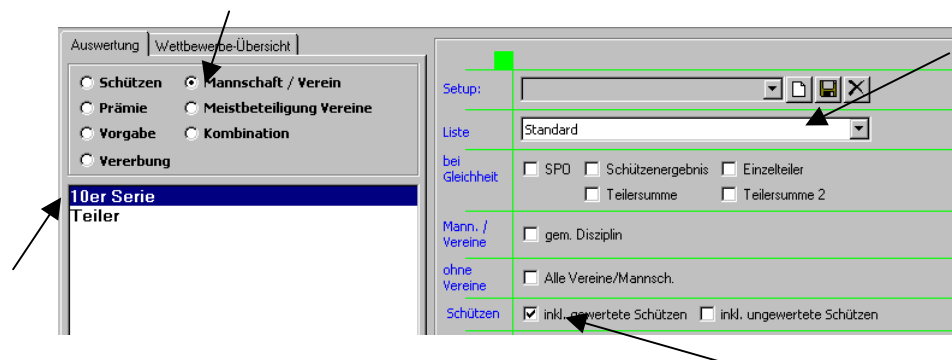 Auswertung Wettbewerbe-Übersicht
Schützen Mannschaft / Verein
Prämie Meistbeteiligung Vereine
Vorgabe Kombination
Vererbung
10er Serie
Teiler
Setup:
Liste Standard
bei
Gleichheit
SPO Schützenergebnis Einzelteiler
Teilersumme Teilersumme 2
Mann. /
Vereine
gem. Disziplin
ohne
Vereine
Alle Vereine/Mannsch.
Schützen inkl. gewertete Schützen inkl. ungewertete Schützen